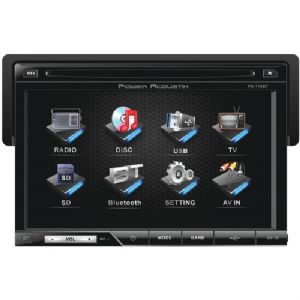 POWER ACOUSTIK
RADIO DISC USB TV
SD Bluetooth SETTING AV IN
VOL MODE BAND